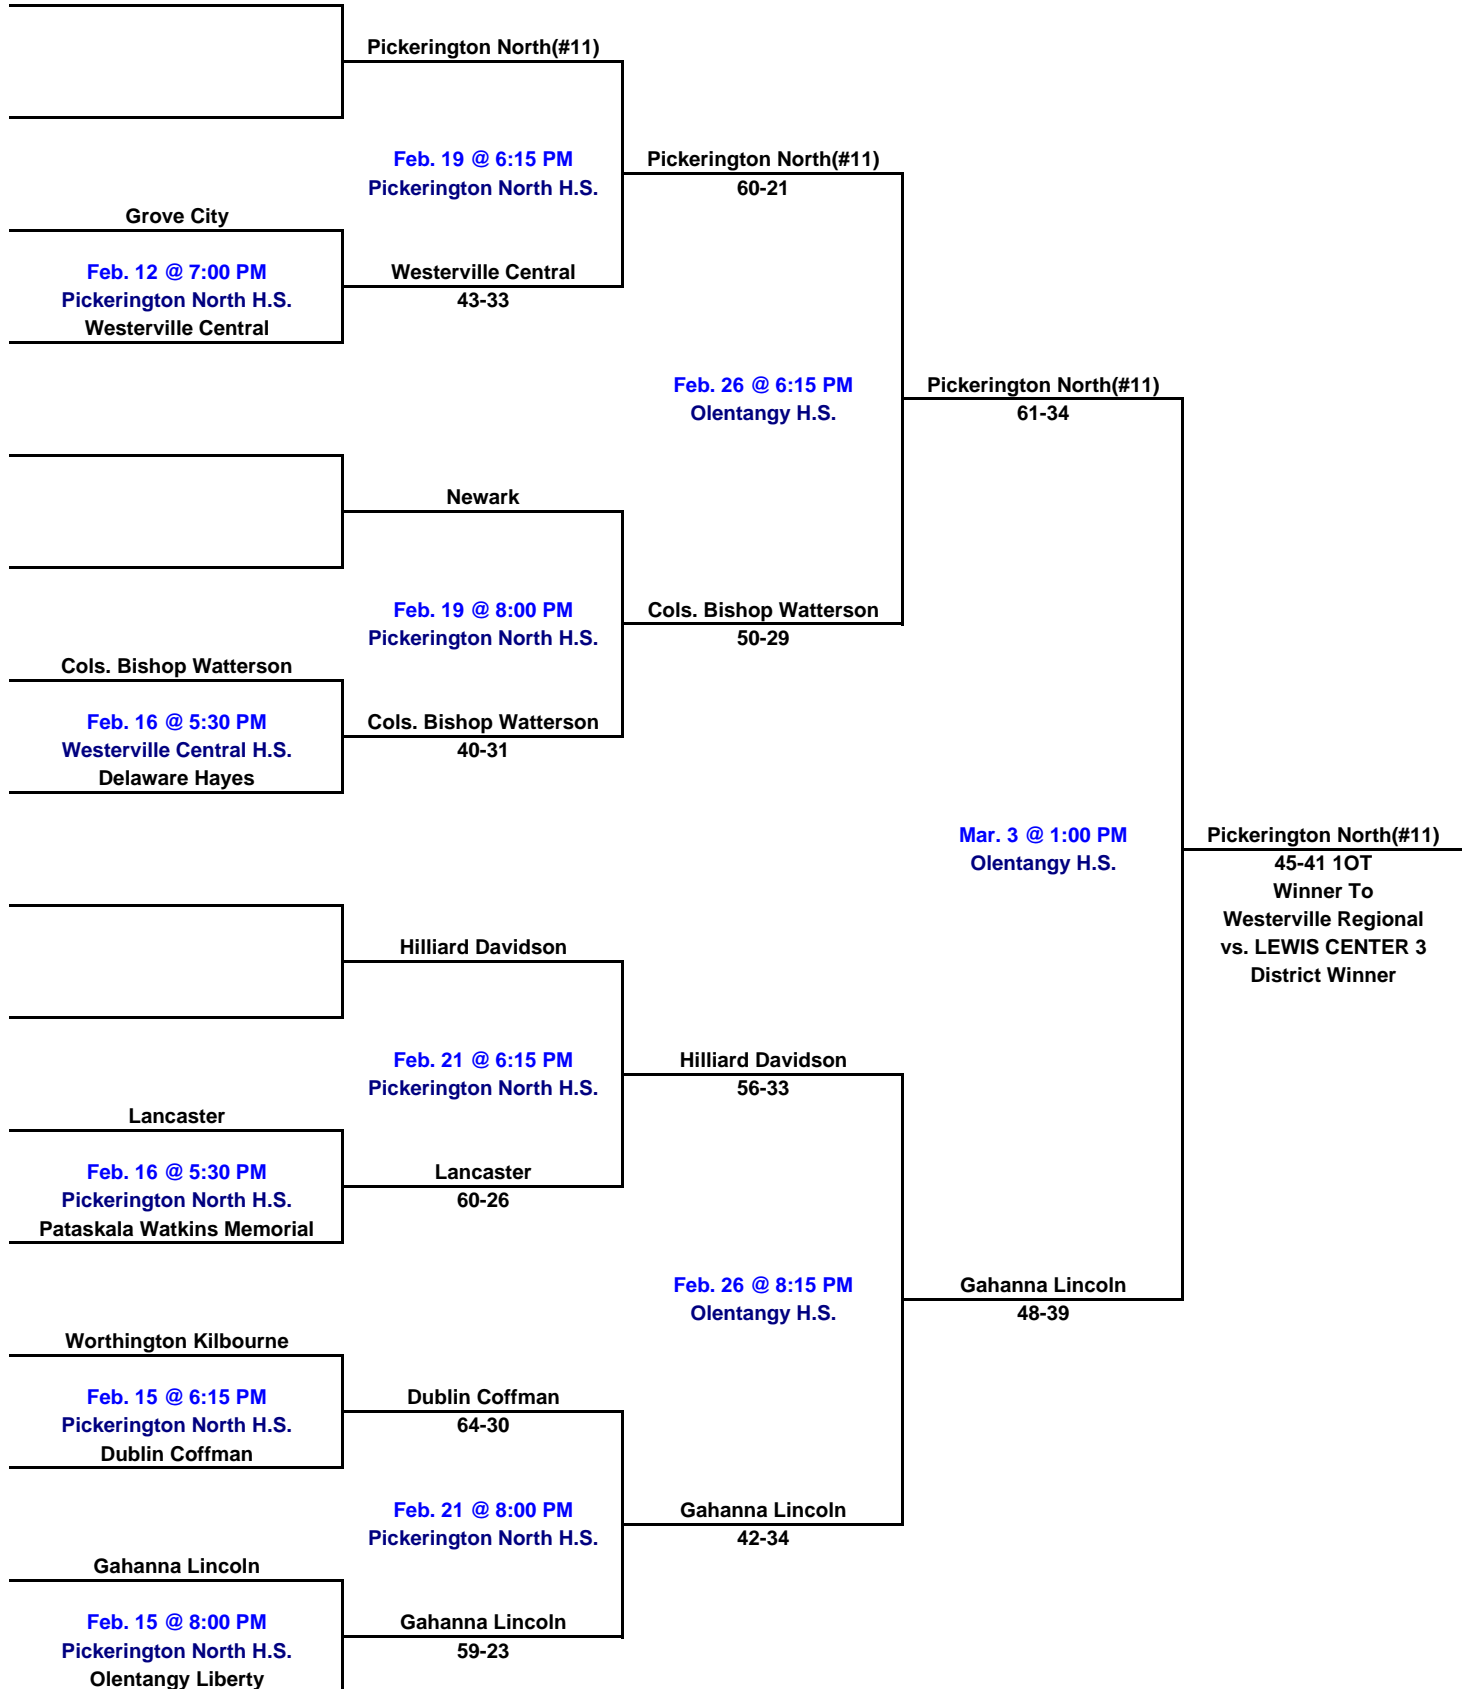 Pickerington North(#11)
Feb. 19 @ 6:15 PM
Pickerington North H.S.
Pickerington North(#11)
60-21
Grove City
Feb. 12 @ 7:00 PM
Pickerington North H.S.
Westerville Central
Westerville Central
43-33
Feb. 26 @ 6:15 PM
Olentangy H.S.
Pickerington North(#11)
61-34
Newark
Feb. 19 @ 8:00 PM
Pickerington North H.S.
Cols. Bishop Watterson
50-29
Cols. Bishop Watterson
Feb. 16 @ 5:30 PM
Westerville Central H.S.
Delaware Hayes
Cols. Bishop Watterson
40-31
Mar. 3 @ 1:00 PM
Olentangy H.S.
Pickerington North(#11)
45-41 1OT
Winner To
Westerville Regional
vs. LEWIS CENTER 3
District Winner
Hilliard Davidson
Feb. 21 @ 6:15 PM
Pickerington North H.S.
Hilliard Davidson
56-33
Lancaster
Feb. 16 @ 5:30 PM
Pickerington North H.S.
Pataskala Watkins Memorial
Lancaster
60-26
Feb. 26 @ 8:15 PM
Olentangy H.S.
Gahanna Lincoln
48-39
Worthington Kilbourne
Feb. 15 @ 6:15 PM
Pickerington North H.S.
Dublin Coffman
Dublin Coffman
64-30
Feb. 21 @ 8:00 PM
Pickerington North H.S.
Gahanna Lincoln
42-34
Gahanna Lincoln
Feb. 15 @ 8:00 PM
Pickerington North H.S.
Olentangy Liberty
Gahanna Lincoln
59-23